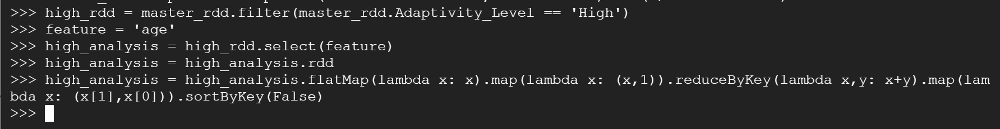 >>> high_rdd = master_rdd.filter(master_rdd.Adaptivity_Level == 'High')
>>> feature = 'age'
>>> high_analysis = high_rdd.select(feature)
>>> high_analysis = high_analysis.rdd
>>> high_analysis = high_analysis.flatMap(lambda x: x).map(lambda x: (x,1)).reduceByKey(lambda x,y: x+y).map(lam
bda x: (x[1],x[0])).sortByKey(False)
>>>